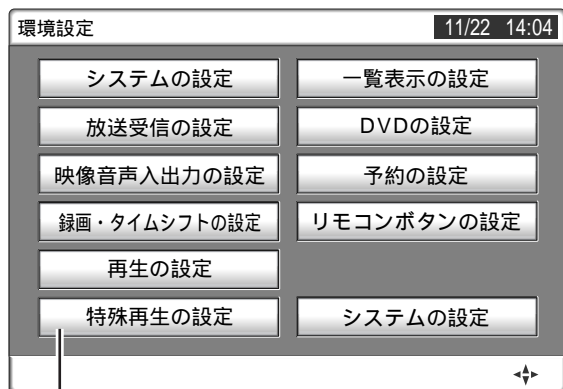 環境設定
11/22 14:04
システムの設定
一覧表示の設定
放送受信の設定
DVDの設定
映像音声入出力の設定
予約の設定
録画・タイムシフトの設定
リモコンボタンの設定
再生の設定
特殊再生の設定
システムの設定